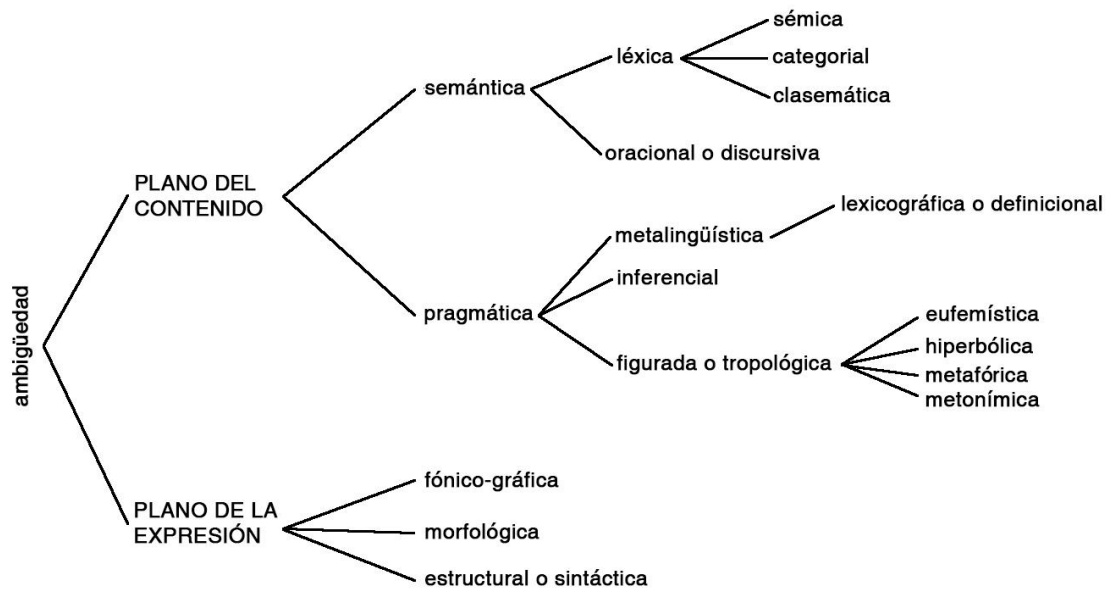 ambigüedad
PLANO DEL
CONTENIDO
semántica
léxica
sémica
categorial
clasemática
oracional o discursiva
pragmática
metalingüística
lexicográfica o definicional
inferencial
figurada o tropológica
eufemística
hiperbólica
metafórica
metonímica
PLANO DE LA
EXPRESIÓN
fónico-gráfica
morfológica
estructural o sintáctica